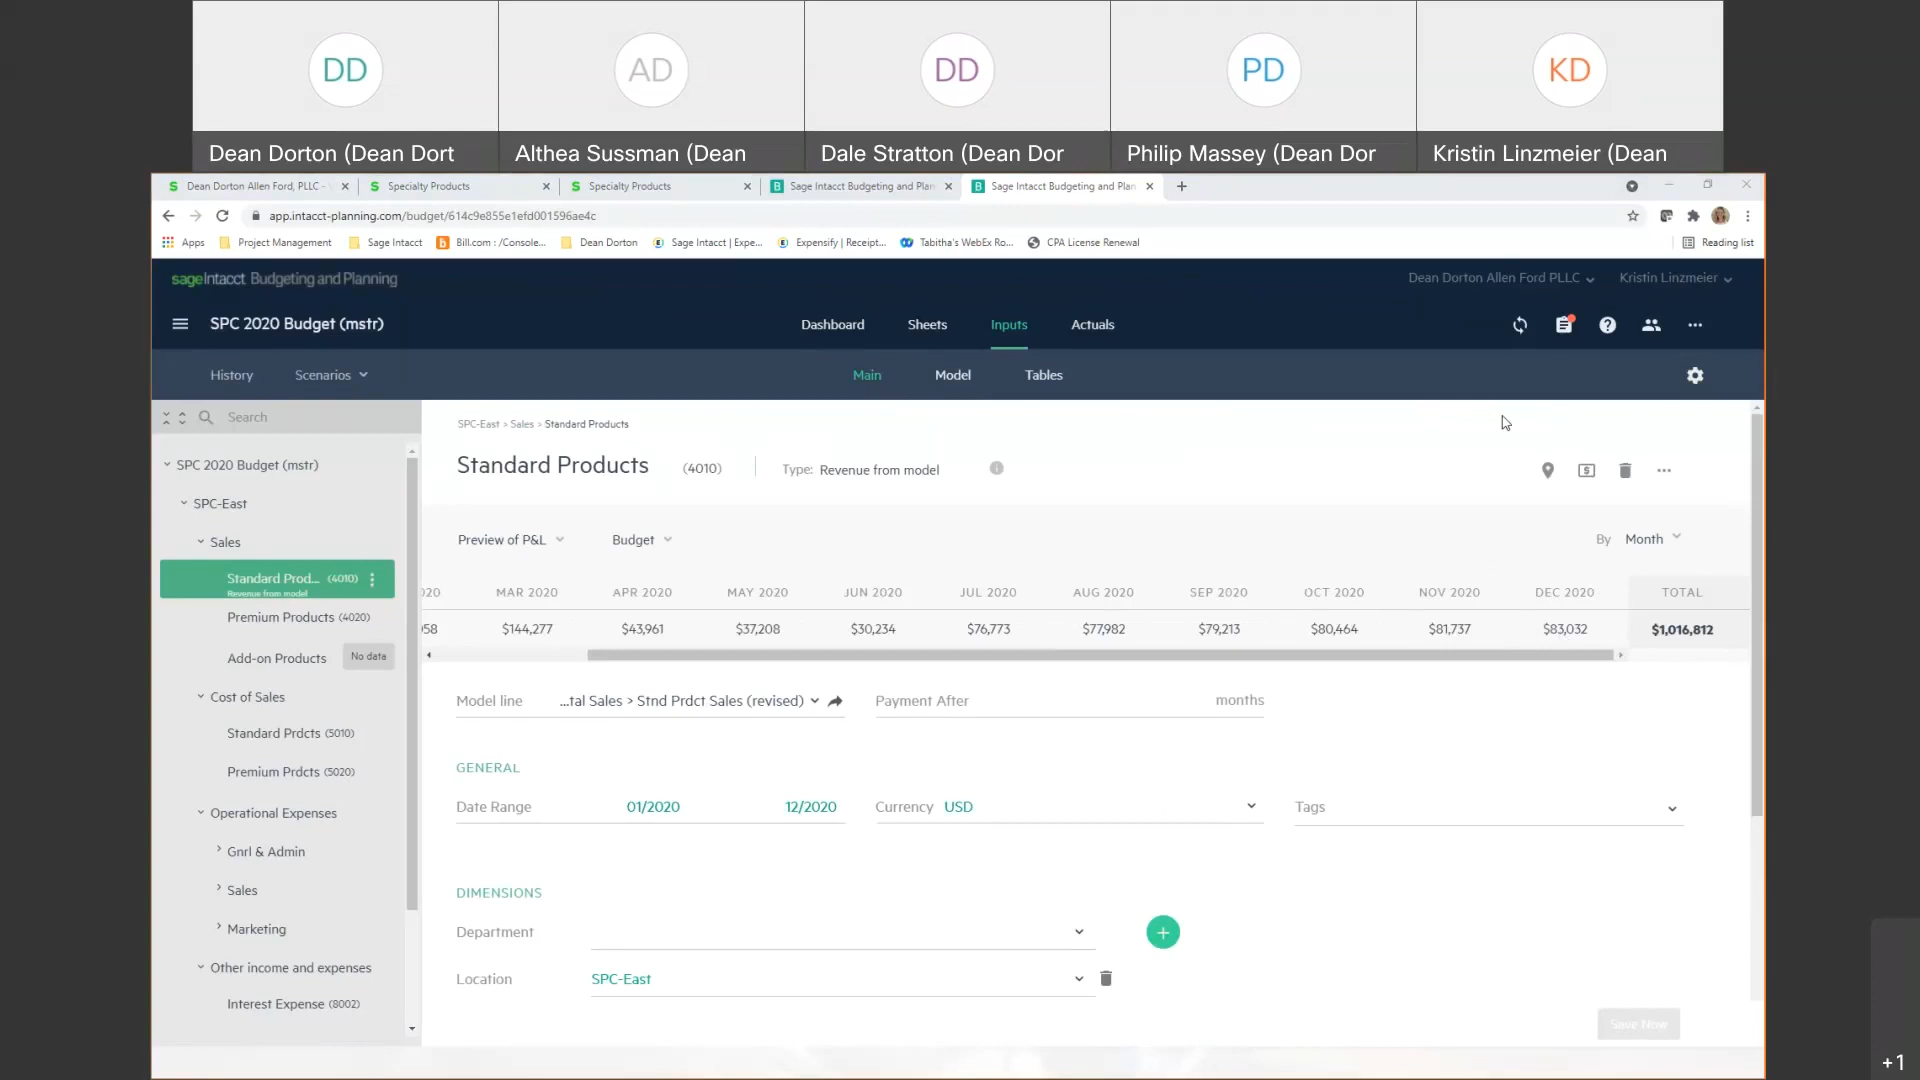 DD
AD
DD
PD
KD
Dean Dorton (Dean Dort
Althea Sussman (Dean
Dale Stratton (Dean Dor
Philip Massey (Dean Dor
Kristin Linzmeier (Dean
Dean Dorton Allen Ford, PLLC -
Specialty Products
Specialty Products
Sage Intacct Budgeting and Plan
Sage Intacct Budgeting and Plan
app.intacct-planning.com/budget/614c9e855e1efd001596ae4c
Apps
Project Management
Sage Intacct
Bill.com : /Console...
Dean Dorton
Sage Intacct | Expe...
Expensify | Receipt...
Tabitha's WebEx Ro...
CPA License Renewal
Reading list
sage Intacct Budgeting and Planning
Dean Dorton Allen Ford PLLC
Kristin Linzmeier
SPC 2020 Budget (mstr)
Dashboard
Sheets
Inputs
Actuals
History
Scenarios
Main
Model
Tables
Search
SPC 2020 Budget (mstr)
SPC-East
Sales
Standard Prod... (4010)
Revenue from model
Premium Products (4020)
Add-on Products
No data
Cost of Sales
Standard Prdcts (5010)
Premium Prdcts (5020)
Operational Expenses
Gnrl & Admin
Sales
Marketing
Other income and expenses
Interest Expense (8002)
SPC-East > Sales > Standard Products
Standard Products (4010)
Type: Revenue from model
Preview of P&L
Budget
By Month
020 MAR 2020 APR 2020 MAY 2020 JUN 2020 JUL 2020 AUG 2020 SEP 2020 OCT 2020 NOV 2020 DEC 2020 TOTAL
958 $144,277 $43,961 $37,208 $30,234 $76,773 $77,982 $79,213 $80,464 $81,737 $83,032 $1,016,812
Model line ...tal Sales > Stnd Prdct Sales (revised)
Payment After months
GENERAL
Date Range 01/2020 12/2020
Currency USD
Tags
DIMENSIONS
Department
Location SPC-East
Save Now
+1